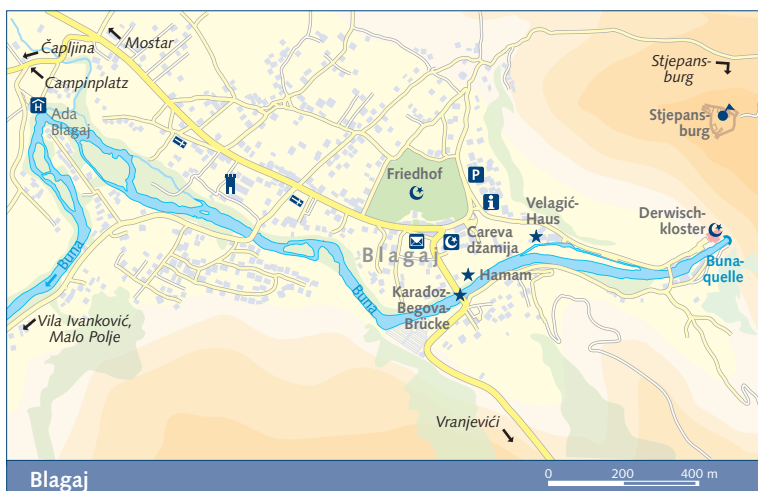 Mostar
Čapljina
Campinplatz
Stjepans-
burg
H
Ada
Blagaj
Stjepans-
burg
Friedhof
P
i
Velagić-
Haus
Derwisch-
kloster
Careva
džamija
Blagaj
Buna-
quelle
Buna
Hamam
Buna
Karađoz-
Begova-
Brücke
Vila Ivanković,
Malo Polje
Vranjevići
Blagaj
0 200 400 m